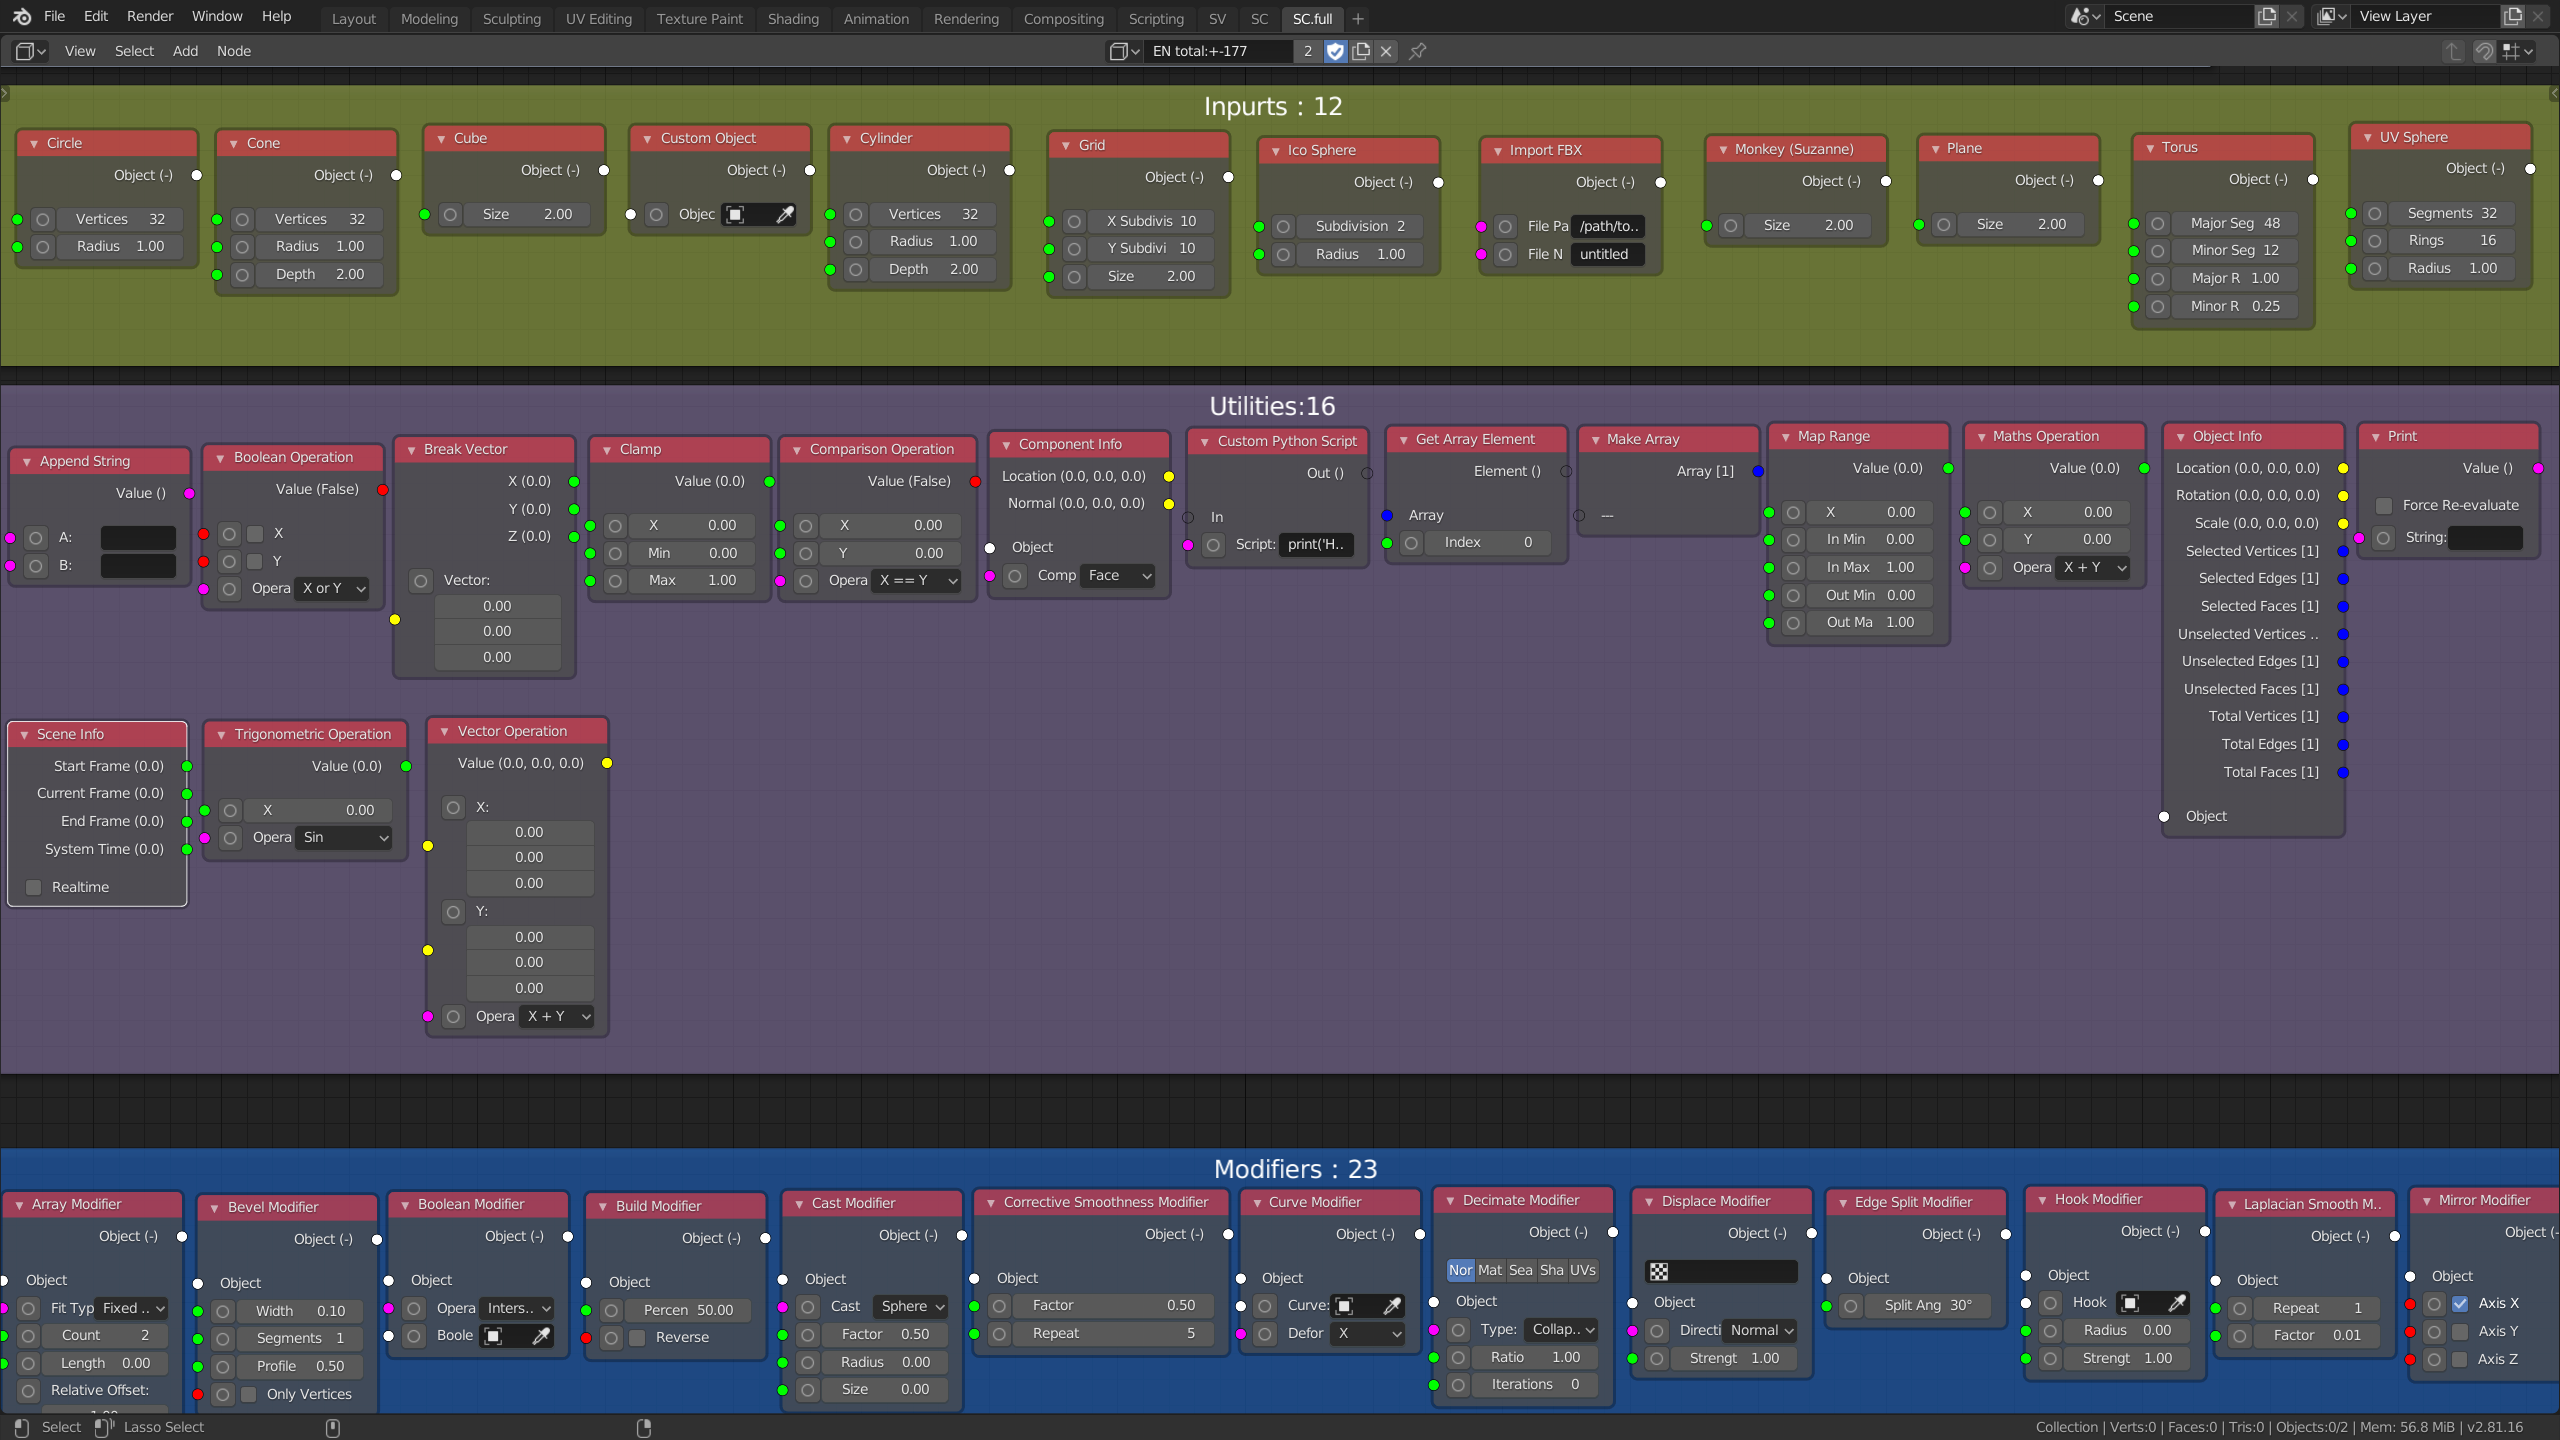 File Edit Render Window Help Layout Modeling Sculpting UV Editing Texture Paint Shading Animation Rendering Compositing Scripting SV SC SC.full + Scene View Layer
View Select Add Node EN total:+-177 2
Inpurts : 12
Circle
Object (-)
Vertices 32
Radius 1.00
Cone
Object (-)
Vertices 32
Radius 1.00
Depth 2.00
Cube
Object (-)
Size 2.00
Custom Object
Object (-)
Objec
Cylinder
Object (-)
Vertices 32
Radius 1.00
Depth 2.00
Grid
Object (-)
X Subdivis 10
Y Subdivi 10
Size 2.00
Ico Sphere
Object (-)
Subdivision 2
Radius 1.00
Import FBX
Object (-)
File Pa /path/to..
File N untitled
Monkey (Suzanne)
Object (-)
Size 2.00
Plane
Object (-)
Size 2.00
Torus
Object (-)
Major Seg 48
Minor Seg 12
Major R 1.00
Minor R 0.25
UV Sphere
Object (-)
Segments 32
Rings 16
Radius 1.00
Utilities:16
Append String
Value ()
A:
B:
Boolean Operation
Value (False)
X
Y
Opera X or Y
Break Vector
X (0.0)
Y (0.0)
Z (0.0)
Vector:
0.00
0.00
0.00
Clamp
Value (0.0)
X 0.00
Min 0.00
Max 1.00
Comparison Operation
Value (False)
X 0.00
Y 0.00
Opera X == Y
Component Info
Location (0.0, 0.0, 0.0)
Normal (0.0, 0.0, 0.0)
Object
Comp Face
Custom Python Script
Out ()
In
Script: print('H..
Get Array Element
Element ()
Array
Index 0
Make Array
Array [1]
---
Map Range
Value (0.0)
X 0.00
In Min 0.00
In Max 1.00
Out Min 0.00
Out Ma 1.00
Maths Operation
Value (0.0)
X 0.00
Y 0.00
Opera X + Y
Object Info
Location (0.0, 0.0, 0.0)
Rotation (0.0, 0.0, 0.0)
Scale (0.0, 0.0, 0.0)
Selected Vertices [1]
Selected Edges [1]
Selected Faces [1]
Unselected Vertices ..
Unselected Edges [1]
Unselected Faces [1]
Total Vertices [1]
Total Edges [1]
Total Faces [1]
Object
Print
Value ()
Force Re-evaluate
String:
Scene Info
Start Frame (0.0)
Current Frame (0.0)
End Frame (0.0)
System Time (0.0)
Realtime
Trigonometric Operation
Value (0.0)
X 0.00
Opera Sin
Vector Operation
Value (0.0, 0.0, 0.0)
X:
0.00
0.00
0.00
Y:
0.00
0.00
0.00
Opera X + Y
Modifiers : 23
Array Modifier
Object (-)
Object
Fit Typ Fixed ..
Count 2
Length 0.00
Relative Offset:
Bevel Modifier
Object (-)
Object
Width 0.10
Segments 1
Profile 0.50
Only Vertices
Boolean Modifier
Object (-)
Object
Opera Inters..
Boole
Build Modifier
Object (-)
Object
Percen 50.00
Reverse
Cast Modifier
Object (-)
Object
Cast Sphere
Factor 0.50
Radius 0.00
Size 0.00
Corrective Smoothness Modifier
Object (-)
Object
Factor 0.50
Repeat 5
Curve Modifier
Object (-)
Object
Curve:
Defor X
Decimate Modifier
Object (-)
Nor Mat Sea Sha UVs
Object
Type: Collap..
Ratio 1.00
Iterations 0
Displace Modifier
Object (-)
Object
Directi Normal
Strengt 1.00
Edge Split Modifier
Object (-)
Object
Split Ang 30°
Hook Modifier
Object (-)
Object
Hook
Radius 0.00
Strengt 1.00
Laplacian Smooth M..
Object (-)
Object
Repeat 1
Factor 0.01
Mirror Modifier
Object (-
Object
Axis X
Axis Y
Axis Z
Select Lasso Select Collection | Verts:0 | Faces:0 | Tris:0 | Objects:0/2 | Mem: 56.8 MiB | v2.81.16